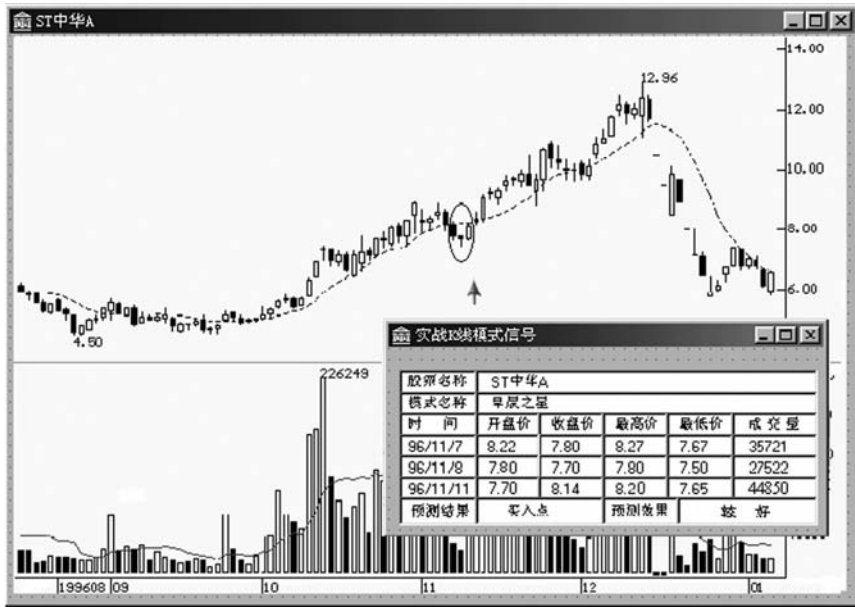 ST中华A
14.00
12.96
12.00
10.00
8.00
6.00
4.50
226249
实战K线模式信号
股票名称 ST中华A
模式名称 早晨之星
时 间 开盘价 收盘价 最高价 最低价 成交量
96/11/7 8.22 7.80 8.27 7.67 35721
96/11/8 7.80 7.70 7.80 7.50 27522
96/11/11 7.70 8.14 8.20 7.65 44850
预测结果 买入点 预测效果 较 好
199608 09 10 11 12 01